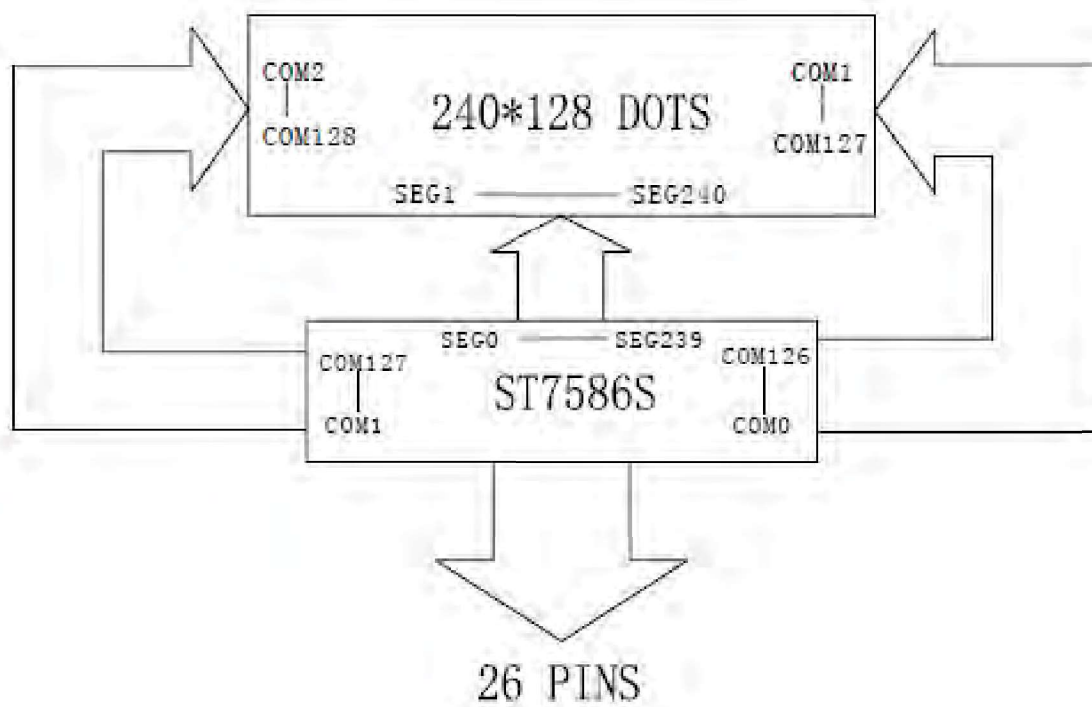 COM2
COM1
240*128 DOTS
COM128
COM127
SEG1
SEG240
SEG0
SEG239
COM127
COM126
ST7586S
COM1
COM0
26 PINS